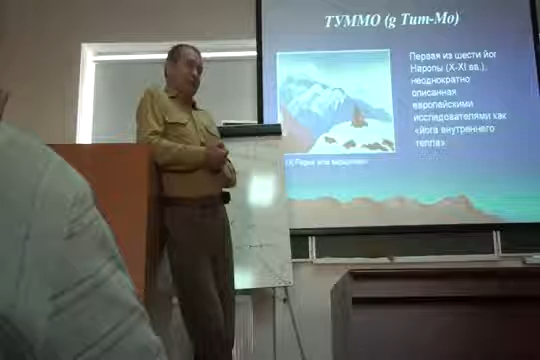 ТУММО (g Tum-Mo)
Первая из шести йог
Наропы (X-XI вв.),
неоднократно
описанная
европейскими
исследователями как
«йога внутреннего
тепла»